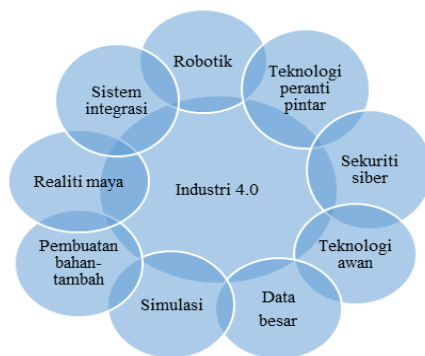 Robotik
Teknologi
peranti
pintar
Sekuriti
siber
Teknologi
awan
Data
besar
Simulasi
Pembuatan
bahan-
tambah
Realiti maya
Sistem
integrasi
Industri 4.0